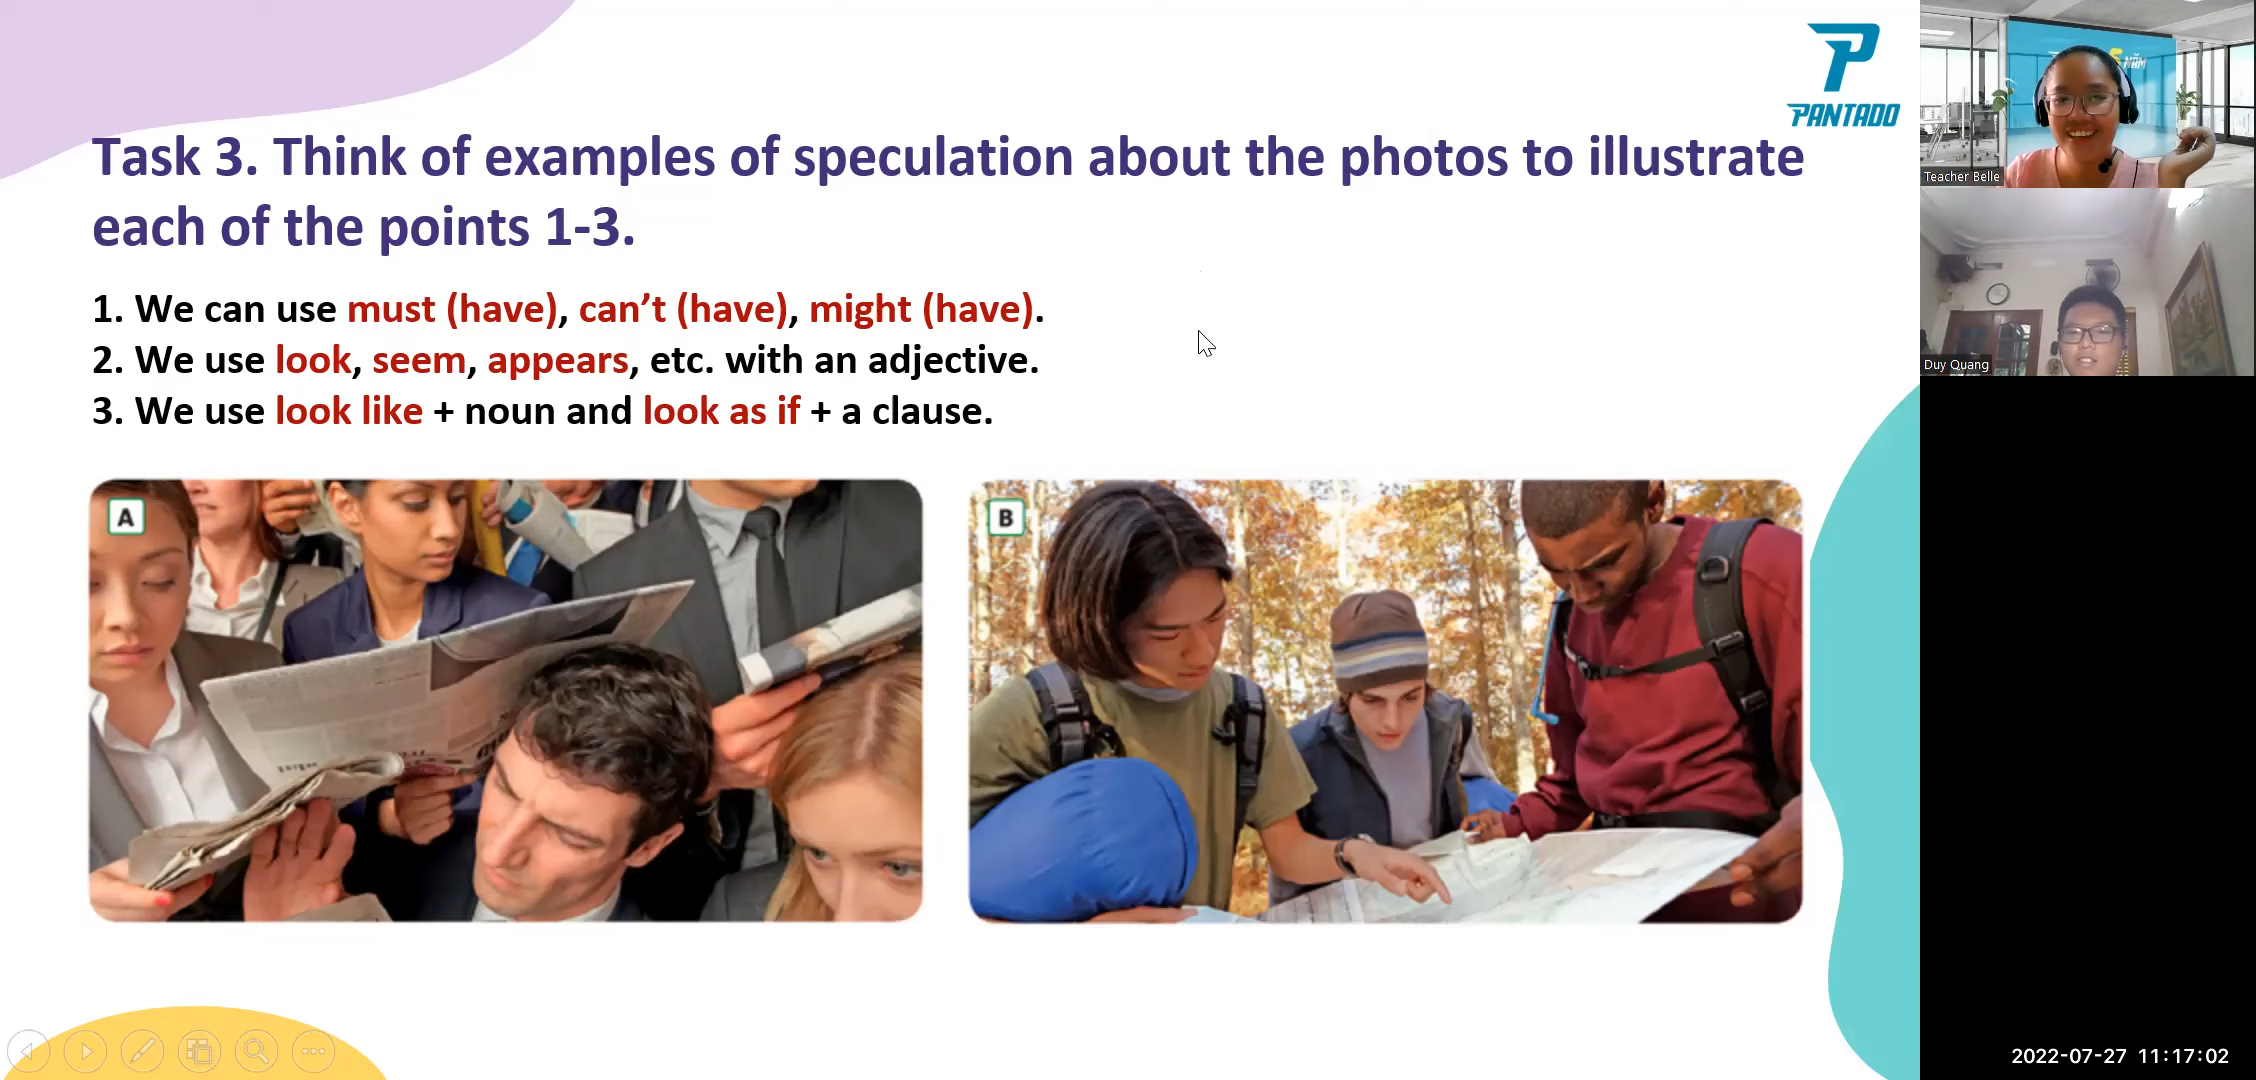 PANTADO
Task 3. Think of examples of speculation about the photos to illustrate
each of the points 1-3.
1. We can use must (have), can’t (have), might (have).
2. We use look, seem, appears, etc. with an adjective.
3. We use look like + noun and look as if + a clause.
A
B
NĂM
Teacher Belle
Duy Quang
2022-07-27 11:17:02